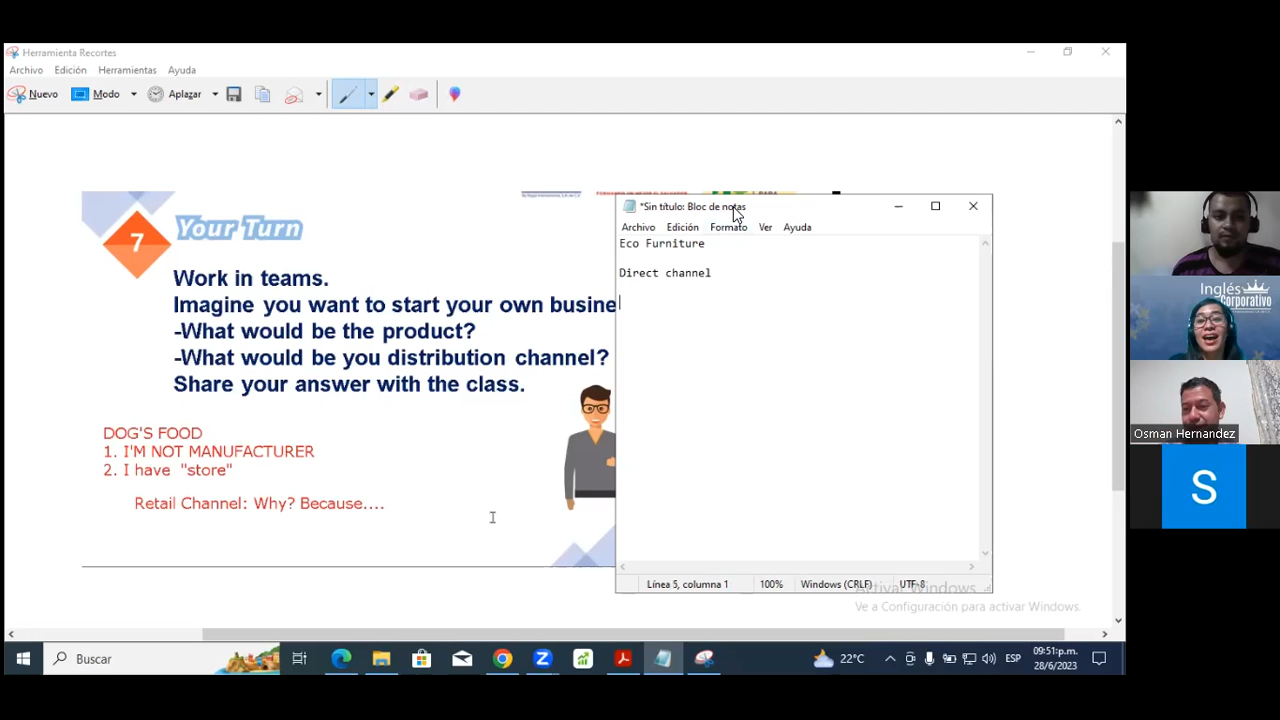 Herramienta Recortes
Archivo Edición Herramientas Ayuda
Nuevo Modo Aplazar
7
Your Turn
Work in teams.
Imagine you want to start your own busine
-What would be the product?
-What would be you distribution channel?
Share your answer with the class.
DOG'S FOOD
1. I'M NOT MANUFACTURER
2. I have "store"
Retail Channel: Why? Because....
*Sin título: Bloc de notas
Archivo Edición Formato Ver Ayuda
Eco Furniture
Direct channel
Línea 5, columna 1 100% Windows (CRLF) UTF-8
Activar Windows
Ve a Configuración para activar Windows.
Inglés
Corporativo
Osman Hernandez
S
Buscar
22°C
ESP
09:51p.m.
28/6/2023